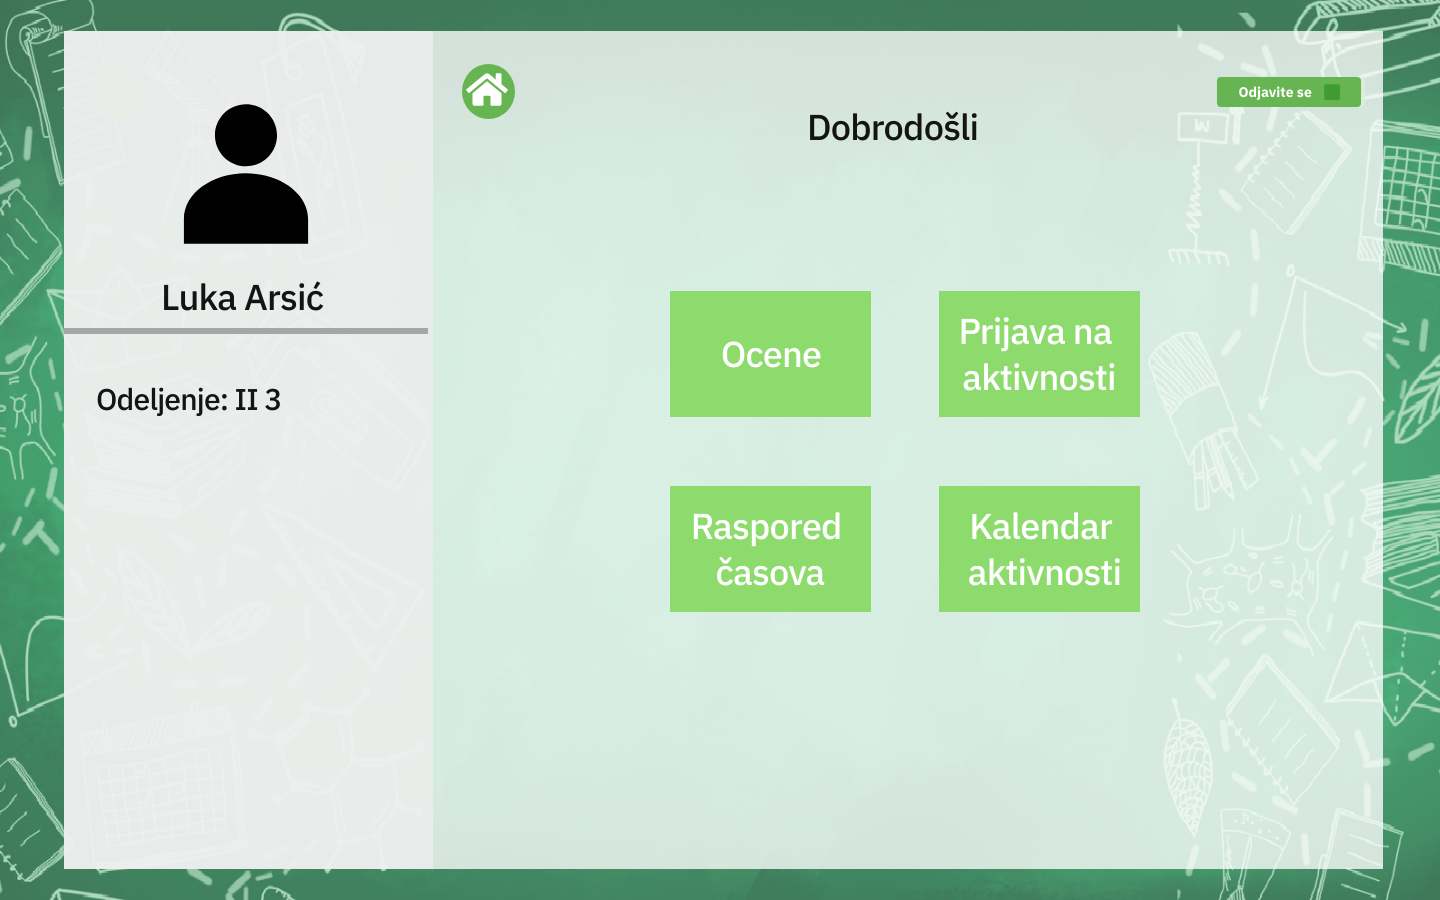 Odjavite se
Dobrodošli
Luka Arsić
Odeljenje: II 3
Ocene
Prijava na
aktivnosti
Raspored
časova
Kalendar
aktivnosti